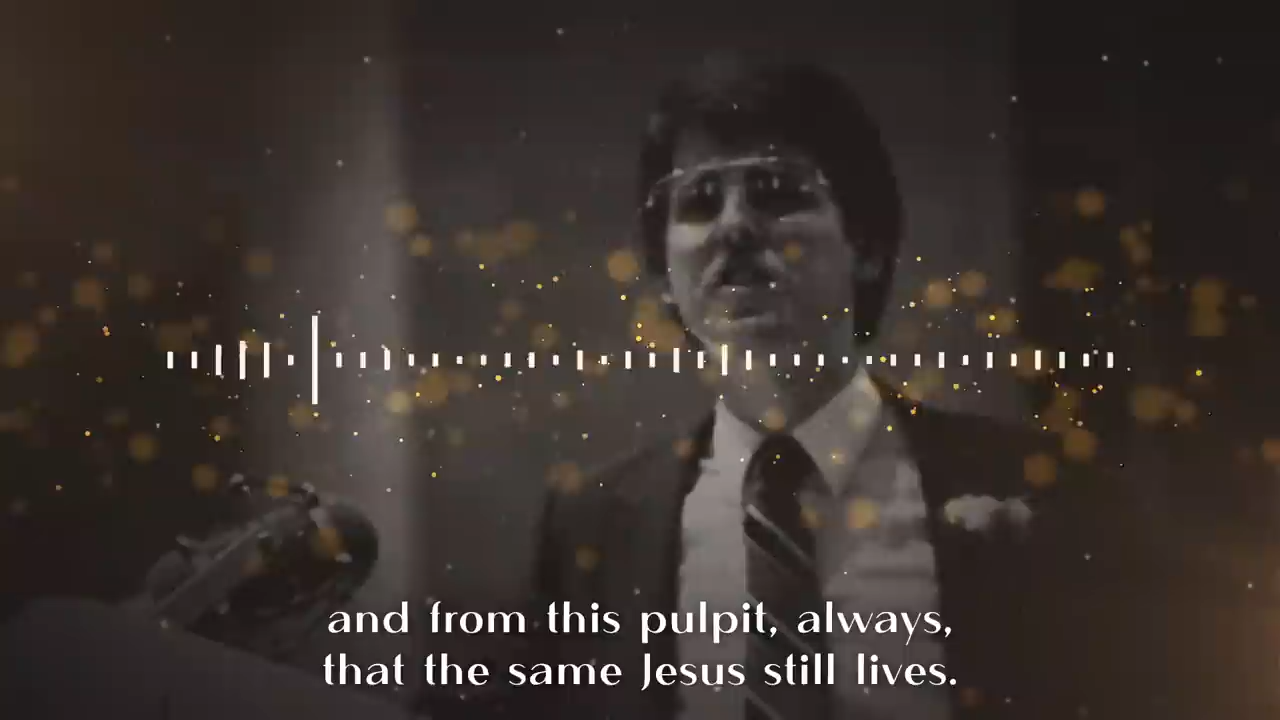 and from this pulpit, always,
that the same Jesus still lives.